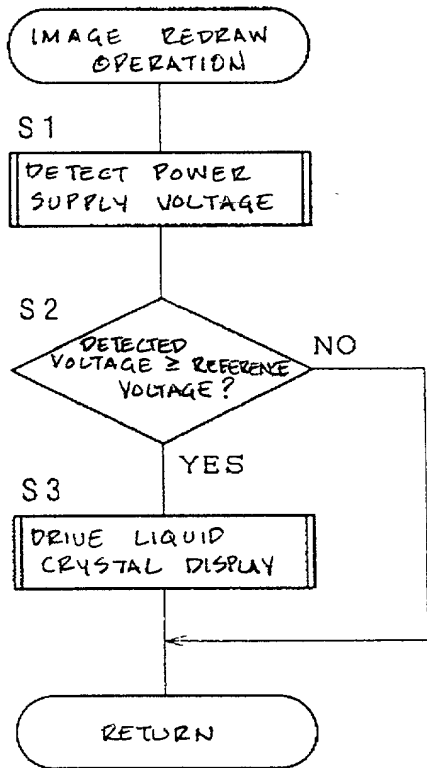 IMAGE REDRAW
OPERATION
S1
DETECT POWER
SUPPLY VOLTAGE
S2
DETECTED
VOLTAGE ≥ REFERENCE
VOLTAGE?
NO
YES
S3
DRIVE LIQUID
CRYSTAL DISPLAY
RETURN